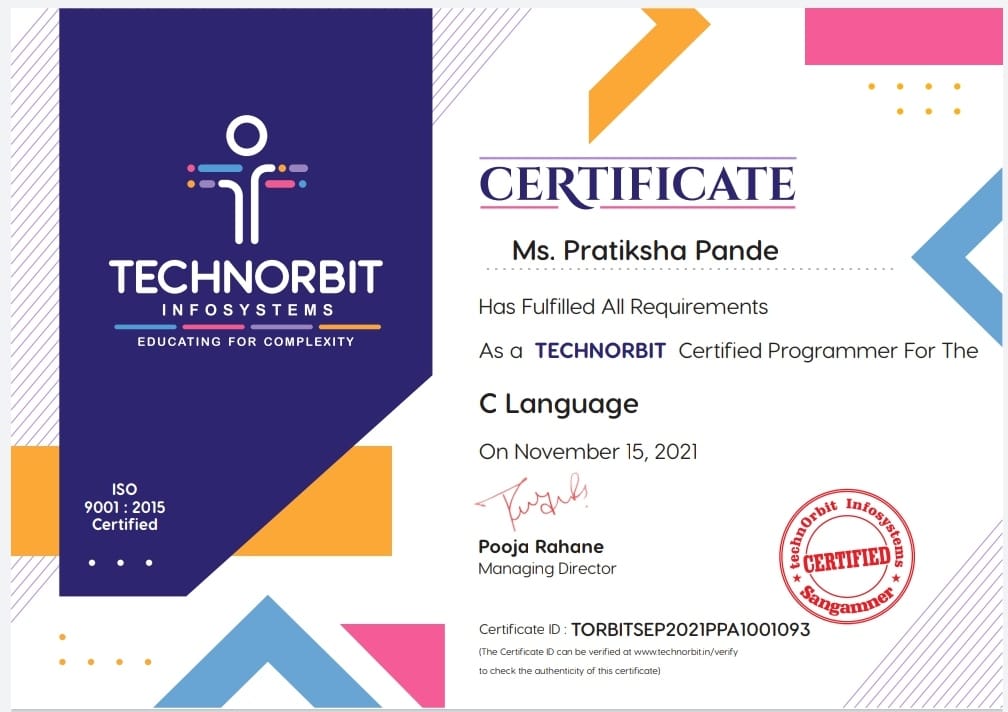 TECHNORBIT
INFOSYSTEMS
EDUCATING FOR COMPLEXITY
ISO
9001 : 2015
Certified
CERTIFICATE
Ms. Pratiksha Pande
Has Fulfilled All Requirements
As a TECHNORBIT Certified Programmer For The
C Language
On November 15, 2021
Pooja Rahane
Managing Director
technOrbit Infosystems
CERTIFIED
Sangamner
Certificate ID : TORBITSEP2021PPA1001093
(The Certificate ID can be verified at www.technorbit.in/verify
to check the authenticity of this certificate)